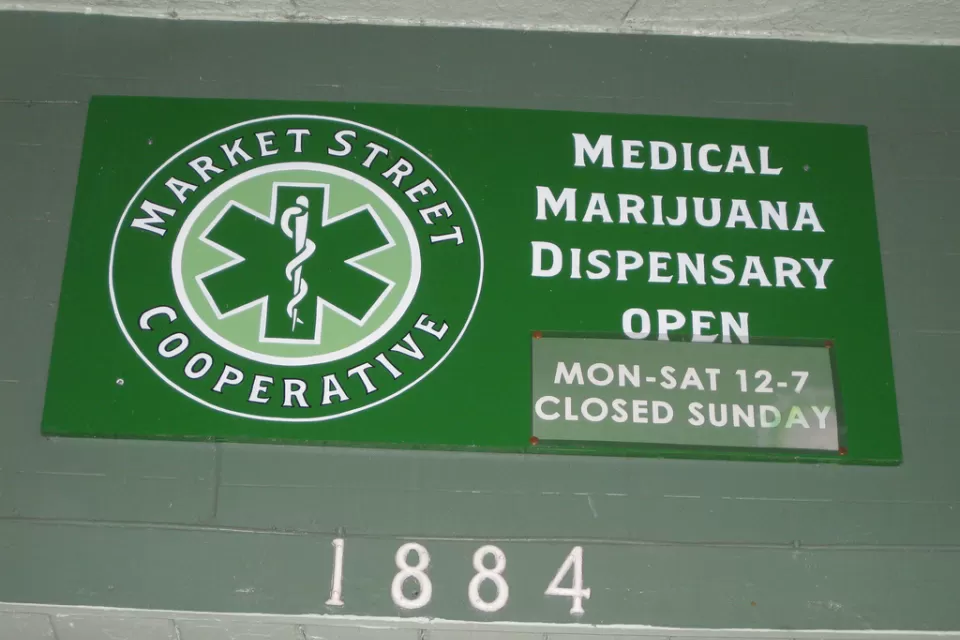 MARKET STREET
COOPERATIVE
MEDICAL
MARIJUANA
DISPENSARY
OPEN
MON-SAT 12-7
CLOSED SUNDAY
1884